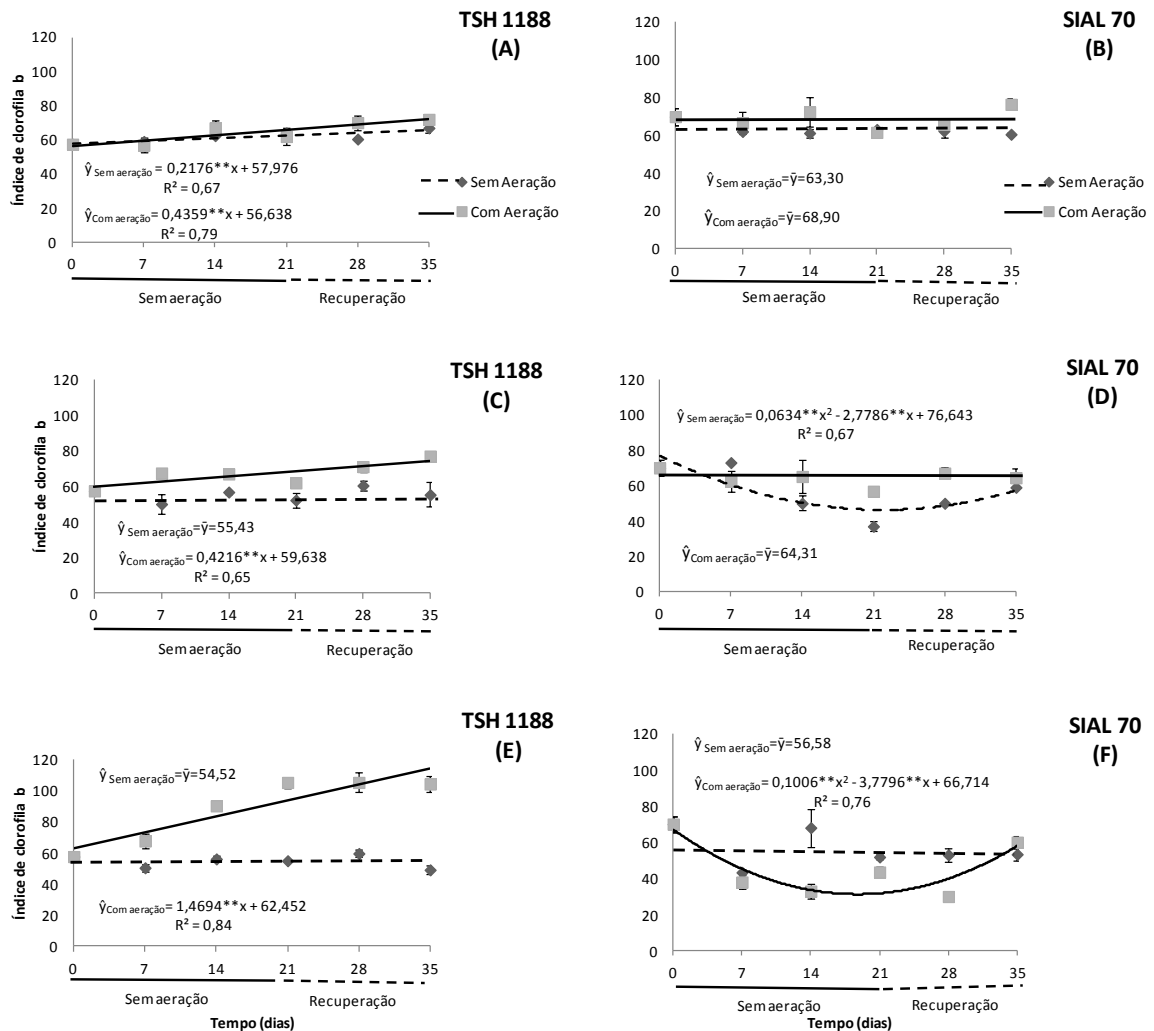 TSH 1188
(A)
Índice de clorofila b
120
100
80
60
40
20
0
ŷ Sem aeração = 0,2176**x + 57,976
R² = 0,67
ŷCom aeração= 0,4359**x + 56,638
R² = 0,79
Sem Aeração
Com Aeração
0 7 14 21 28 35
Sem aeração Recuperação
SIAL 70
(B)
120
100
80
60
40
20
0
ŷ Sem aeração=ȳ=63,30
ŷCom aeração=ȳ=68,90
Sem Aeração
Com Aeração
0 7 14 21 28 35
Sem aeração Recuperação
TSH 1188
(C)
Índice de clorofila b
120
100
80
60
40
20
0
ŷ Sem aeração=ȳ=55,43
ŷCom aeração= 0,4216**x + 59,638
R² = 0,65
0 7 14 21 28 35
Sem aeração Recuperação
SIAL 70
(D)
120
100
80
60
40
20
0
ŷ Sem aeração= 0,0634**x² - 2,7786**x + 76,643
R² = 0,67
ŷCom aeração=ȳ=64,31
0 7 14 21 28 35
Sem aeração Recuperação
TSH 1188
(E)
Índice de clorofila b
120
100
80
60
40
20
0
ŷ Sem aeração=ȳ=54,52
ŷCom aeração= 1,4694**x + 62,452
R² = 0,84
0 7 14 21 28 35
Sem aeração Recuperação
Tempo (dias)
SIAL 70
(F)
120
100
80
60
40
20
0
ŷ Sem aeração=ȳ=56,58
ŷCom aeração= 0,1006**x² - 3,7796**x + 66,714
R² = 0,76
0 7 14 21 28 35
Sem aeração Recuperação
Tempo (dias)